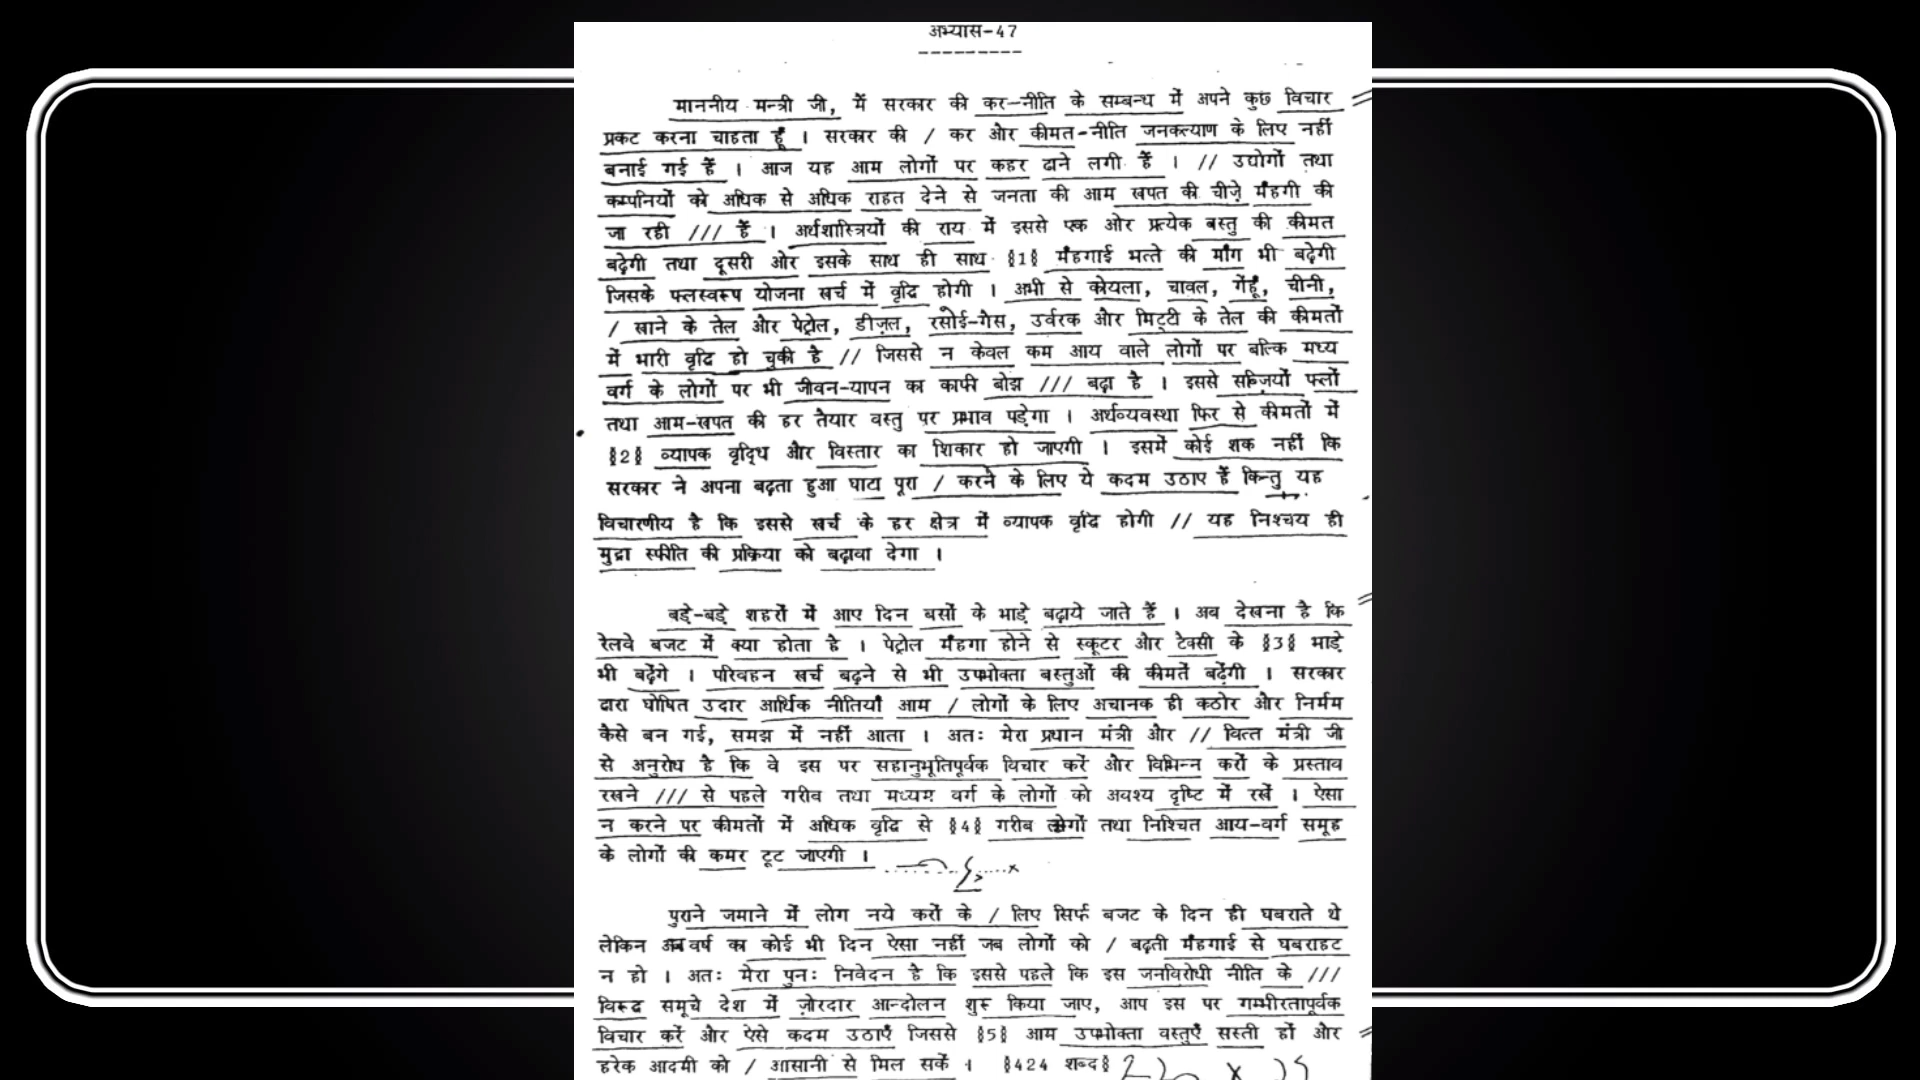 अभ्यास-47
माननीय मन्त्री जी, मैं सरकार की कर-नीति के सम्बन्ध में अपने कुछ विचार
प्रकट करना चाहता हूँ । सरकार की / कर और कीमत-नीति जनकल्याण के लिए नहीं
बनाई गई हैं । आज यह आम लोगों पर कहर ढाने लगी हैं । // उद्योगों तथा
कम्पनियों को अधिक से अधिक राहत देने से जनता की आम खपत की चीज़े मंहगी की
जा रही /// हैं । अर्थशास्त्रियों की राय में इससे एक ओर प्रत्येक बस्तु की कीमत
बढ़ेगी तथा दूसरी ओर इसके साथ ही साथ §1§ मंहगाई भत्ते की माँग भी बढ़ेगी
जिसके फलस्वरूप योजना खर्च में वृद्धि होगी । अभी से कोयला, चावल, गेंहूँ, चीनी,
/ खाने के तेल और पेट्रोल, डीज़ल, रसोई-गैस, उर्वरक और मिट्टी के तेल की कीमतों
में भारी वृद्धि हो चुकी है // जिससे न केवल कम आय वाले लोगों पर बल्कि मध्य
वर्ग के लोगों पर भी जीवन-यापन का काफी बोझ /// बढ़ा है । इससे सब्जियों फलों
तथा आम-खपत की हर तैयार वस्तु पर प्रभाव पड़ेगा । अर्थव्यवस्था फिर से कीमतों में
§2§ व्यापक वृद्धि और विस्तार का शिकार हो जाएगी । इसमें कोई शक नहीं कि
सरकार ने अपना बढ़ता हुआ घाटा पूरा / करने के लिए ये कदम उठाए हैं किन्तु यह
विचारणीय है कि इससे खर्च के हर क्षेत्र में व्यापक वृद्धि होगी // यह निश्चय ही
मुद्रा स्फीति की प्रक्रिया को बढ़ावा देगा ।
बड़े-बड़े शहरों में आए दिन बसों के भाड़े बढ़ाये जाते हैं । अब देखना है कि
रेलवे बजट में क्या होता है । पेट्रोल मंहगा होने से स्कूटर और टैक्सी के §3§ भाड़े
भी बढ़ेंगे । परिवहन खर्च बढ़ने से भी उपभोक्ता बस्तुओं की कीमतें बढ़ेंगी । सरकार
द्वारा घोषित उदार आर्थिक नीतियाँ आम / लोगों के लिए अचानक ही कठोर और निर्मम
कैसे बन गई, समझ में नहीं आता । अतः मेरा प्रधान मंत्री और // वित्त मंत्री जी
से अनुरोध है कि वे इस पर सहानुभूतिपूर्वक विचार करें और विभिन्न करों के प्रस्ताव
रखने /// से पहले गरीब तथा मध्यम वर्ग के लोगों को अवश्य दृष्टि में रखें । ऐसा
न करने पर कीमतों में अधिक वृद्धि से §4§ गरीब लोगों तथा निश्चित आय-वर्ग समूह
के लोगों की कमर टूट जाएगी ।
पुराने जमाने में लोग नये करों के / लिए सिर्फ बजट के दिन ही घबराते थे
लेकिन अब वर्ष का कोई भी दिन ऐसा नहीं जब लोगों को / बढ़ती मंहगाई से घबराहट
न हो । अतः मेरा पुनः निवेदन है कि इससे पहले कि इस जनविरोधी नीति के ///
विरूद्ध समूचे देश में ज़ोरदार आन्दोलन शुरू किया जाए, आप इस पर गम्भीरतापूर्वक
विचार करें और ऐसे कदम उठाएँ जिससे §5§ आम उपभोक्ता वस्तुएँ सस्ती हों और
हरेक आदमी को / आसानी से मिल सकें । §424 शब्द§